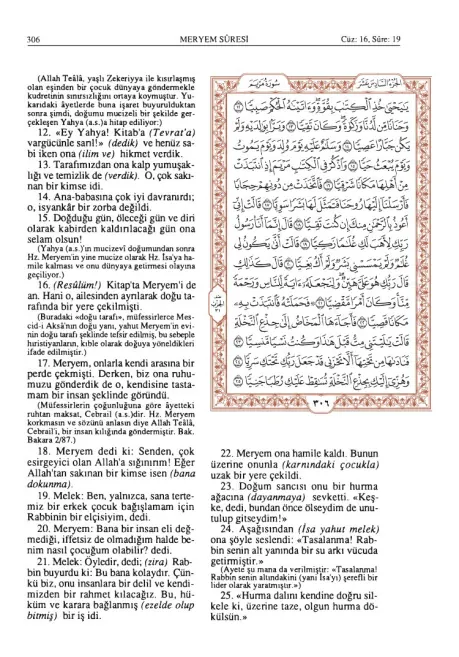 306
MERYEM SÛRESİ
Cüz: 16, Sûre: 19
(Allah Teâlâ, yaşlı Zekeriyya ile kısırlaşmış
olan eşinden bir çocuk dünyaya göndermekle
kudretinin sınırsızlığını ortaya koymuştur. Yu-
karıdaki âyetlerde buna işaret buyurulduktan
sonra şimdi, doğumu mucizeli bir şekilde ger-
çekleşen Yahya (a.s.)a hitap ediliyor:)
12. «Ey Yahya! Kitab'a (Tevrat'a)
vargücünle sarıl!» (dedik) ve henüz sa-
bi iken ona (ilim ve) hikmet verdik.
13. Tarafımızdan ona kalp yumuşak-
lığı ve temizlik de (verdik). O, çok sakı-
nan bir kimse idi.
14. Ana-babasına çok iyi davranırdı;
o, isyankâr bir zorba değildi.
15. Doğduğu gün, öleceği gün ve diri
olarak kabirden kaldırılacağı gün ona
selam olsun!
(Yahya (a.s.)'ın mucizevî doğumundan sonra
Hz. Meryem'in yine mucize olarak Hz. İsa'ya ha-
mile kalması ve onu dünyaya getirmesi olayına
geçiliyor.)
16. (Resûlüm!) Kitap'ta Meryem'i de
an. Hani o, ailesinden ayrılarak doğu ta-
rafında bir yere çekilmişti.
(Buradaki «doğu tarafı», müfessirlerce Mes-
cid-i Aksâ'nın doğu yanı, yahut Meryem'in evi-
nin doğu tarafı şeklinde tefsir edilmiş, bu sebeple
hıristiyanların, kıble olarak doğuya yöneldikleri
ifade edilmiştir.)
17. Meryem, onlarla kendi arasına bir
perde çekmişti. Derken, biz ona ruhu-
muzu gönderdik de o, kendisine tasta-
mam bir insan şeklinde göründü.
(Müfessirlerin çoğunluğuna göre âyetteki
ruhtan maksat, Cebrail (a.s.)dir. Hz. Meryem
korkmasın ve sözünü anlasın diye Allah Teâlâ,
Cebrail'i, bir insan kılığında göndermiştir. Bak.
Bakara 2/87.)
18. Meryem dedi ki: Senden, çok
esirgeyici olan Allah'a sığınırım! Eğer
Allah'tan sakınan bir kimse isen (bana
dokunma).
19. Melek: Ben, yalnızca, sana terte-
miz bir erkek çocuk bağışlamam için
Rabbinin bir elçisiyim, dedi.
20. Meryem: Bana bir insan eli değ-
mediği, iffetsiz de olmadığım halde be-
nim nasıl çocuğum olabilir? dedi.
21. Melek: Öyledir, dedi; (zira) Rab-
bin buyurdu ki: Bu bana kolaydır. Çün-
kü biz, onu insanlara bir delil ve kendi-
mizden bir rahmet kılacağız. Bu, hü-
küm ve karara bağlanmış (ezelde olup
bitmiş) bir iş idi.
الجزء السادس عشر
سورة مريم
يَا يَحْيَى خُذِ الْكِتَابَ بِقُوَّةٍ وَآتَيْنَاهُ الْحُكْمَ صَبِيًّا ١٢
وَحَنَانًا مِنْ لَدُنَّا وَزَكٰوةً وَكَانَ تَقِيًّا ١٣ وَبَرًّا بِوَالِدَيْهِ وَلَمْ
يَكُنْ جَبَّارًا عَصِيًّا ١٤ وَسَلَامٌ عَلَيْهِ يَوْمَ وُلِدَ وَيَوْمَ يَمُوتُ
وَيَوْمَ يُبْعَثُ حَيًّا ١٥ وَاذْكُرْ فِي الْكِتَابِ مَرْيَمَ إِذِ انْتَبَذَتْ
مِنْ أَهْلِهَا مَكَانًا شَرْقِيًّا ١٦ فَاتَّخَذَتْ مِنْ دُونِهِمْ حِجَابًا
فَأَرْسَلْنَا إِلَيْهَا رُوحَنَا فَتَمَثَّلَ لَهَا بَشَرًا سَوِيًّا ١٧ قَالَتْ إِنِّي
أَعُوذُ بِالرَّحْمٰنِ مِنْكَ إِنْ كُنْتَ تَقِيًّا ١٨ قَالَ إِنَّمَا أَنَا رَسُولُ
رَبِّكِ لِأَهَبَ لَكِ غُلَامًا زَكِيًّا ١٩ قَالَتْ أَنَّى يَكُونُ لِي
غُلَامٌ وَلَمْ يَمْسَسْنِي بَشَرٌ وَلَمْ أَكُ بَغِيًّا ٢٠ قَالَ كَذٰلِكِ قَالَ
رَبُّكِ هُوَ عَلَيَّ هَيِّنٌ وَلِنَجْعَلَهُ آيَةً لِلنَّاسِ وَرَحْمَةً
مِنَّا وَكَانَ أَمْرًا مَقْضِيًّا ٢١ فَحَمَلَتْهُ فَانْتَبَذَتْ بِهِ
مَكَانًا قَصِيًّا ٢٢ فَأَجَاءَهَا الْمَخَاضُ إِلَى جِذْعِ النَّخْلَةِ
قَالَتْ يَا لَيْتَنِي مِتُّ قَبْلَ هٰذَا وَكُنْتُ نَسْيًا مَنْسِيًّا ٢٣
فَنَادَاهَا مِنْ تَحْتِهَا أَلَّا تَحْزَنِي قَدْ جَعَلَ رَبُّكِ تَحْتَكِ سَرِيًّا ٢٤
وَهُزِّي إِلَيْكِ بِجِذْعِ النَّخْلَةِ تُسَاقِطْ عَلَيْكِ رُطَبًا جَنِيًّا ٢٥
٣٠٦
22. Meryem ona hamile kaldı. Bunun
üzerine onunla (karnındaki çocukla)
uzak bir yere çekildi.
23. Doğum sancısı onu bir hurma
ağacına (dayanmaya) sevketti. «Keş-
ke, dedi, bundan önce ölseydim de unu-
tulup gitseydim!»
24. Aşağısından (İsa yahut melek)
ona şöyle seslendi: «Tasalanma! Rab-
bin senin alt yanında bir su arkı vücuda
getirmiştir.»
(Âyete şu mana da verilmiştir: «Tasalanma!
Rabbin senin altındakini (yani İsa'yı) şerefli bir
lider olarak yaratmıştır.»)
25. «Hurma dalını kendine doğru silk-
kele ki, üzerine taze, olgun hurma dö-
külsün.»